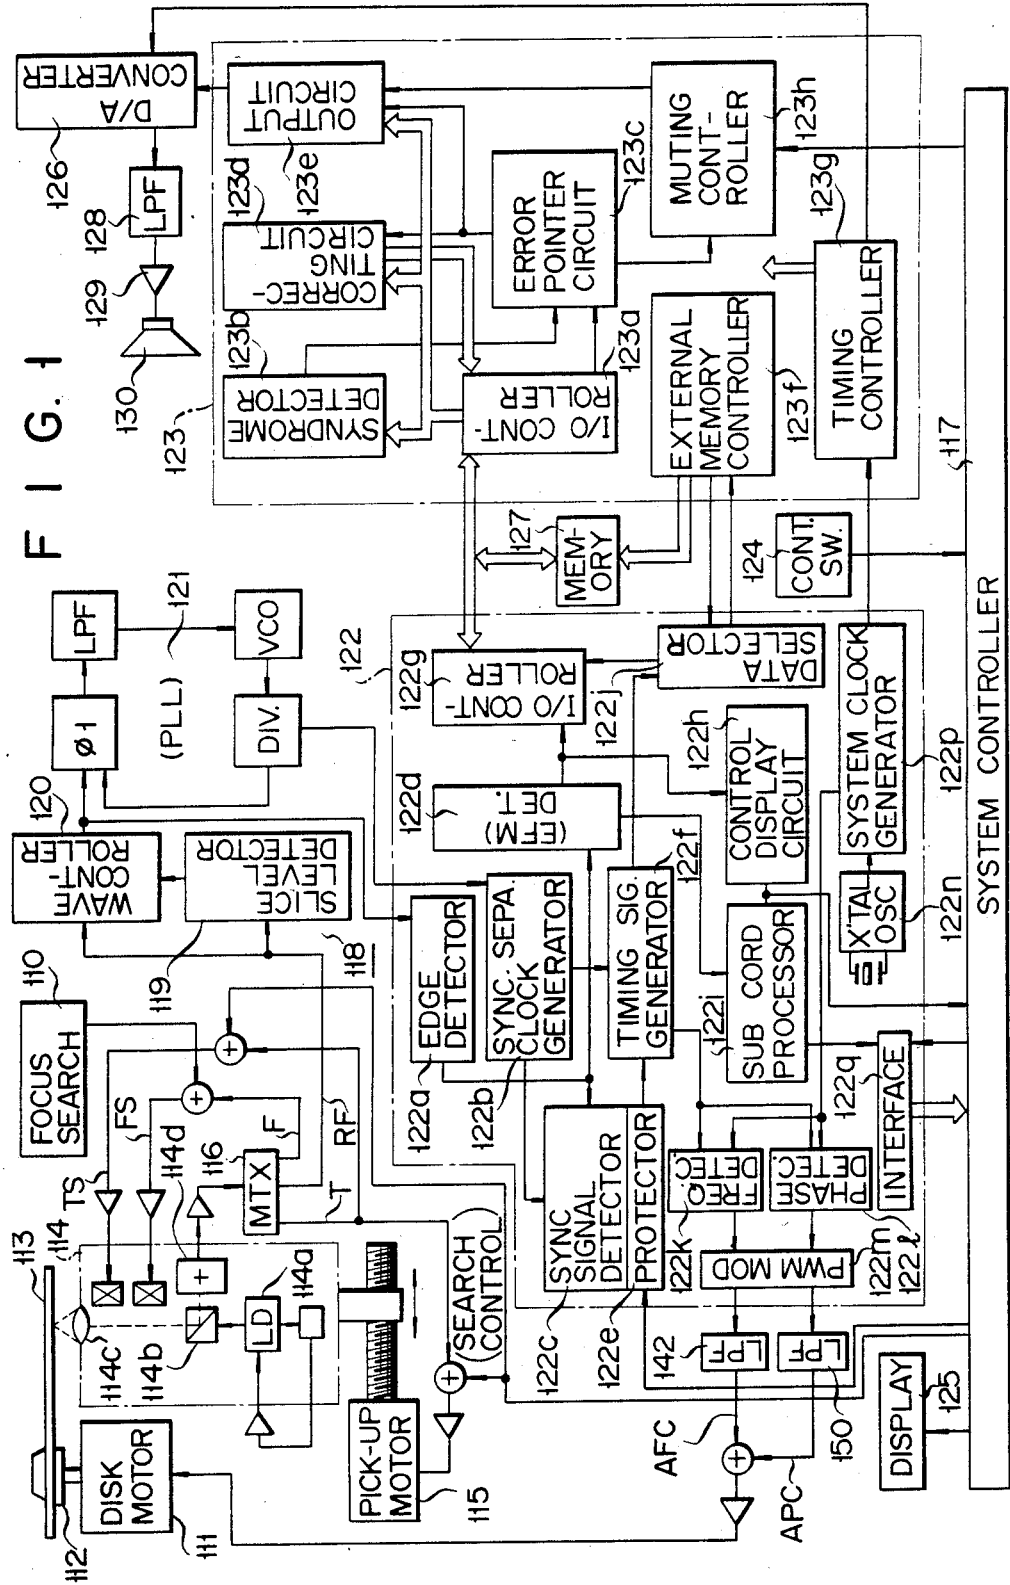 FIG. 1
113
112
DISK MOTOR
111
114
114c
114b
114a
114d
LD
+
TS
FS
FOCUS SEARCH
110
+
+
MTX
116
F
RF
T
PICK-UP MOTOR
115
+
(SEARCH CONTROL)
118
WAVE CONT-ROLLER
120
SLICE LEVEL DETECTOR
119
ø1
LPF
(PLL)
121
DIV.
VCO
122
EDGE DETECTOR
122a
SYNC. SEPA. CLOCK GENERATOR
122b
SYNC SIGNAL DETECTOR
122c
PROTECTOR
122e
(EFM) DET.
122d
TIMING SIG. GENERATOR
122f
I/O CONT-ROLLER
122g
CONTROL DISPLAY CIRCUIT
122h
SUB CORD PROCESSOR
122i
DATA SELECTOR
122j
FREQ. DETEC.
122k
PHASE DETEC.
122ℓ
PWM MOD
122m
X'TAL OSC
122n
SYSTEM CLOCK GENERATOR
122p
INTERFACE
122q
LPF
142
LPF
150
AFC
APC
+
DISPLAY
125
CONT. SW.
124
MEM-ORY
127
SYSTEM CONTROLLER
117
123
I/O CONT-ROLLER
123a
SYNDROME DETECTOR
123b
ERROR POINTER CIRCUIT
123c
CORREC-TING CIRCUIT
123d
OUTPUT CIRCUIT
123e
EXTERNAL MEMORY CONTROLLER
123f
TIMING CONTROLLER
123g
MUTING CONT-ROLLER
123h
D/A CONVERTER
126
LPF
128
129
130